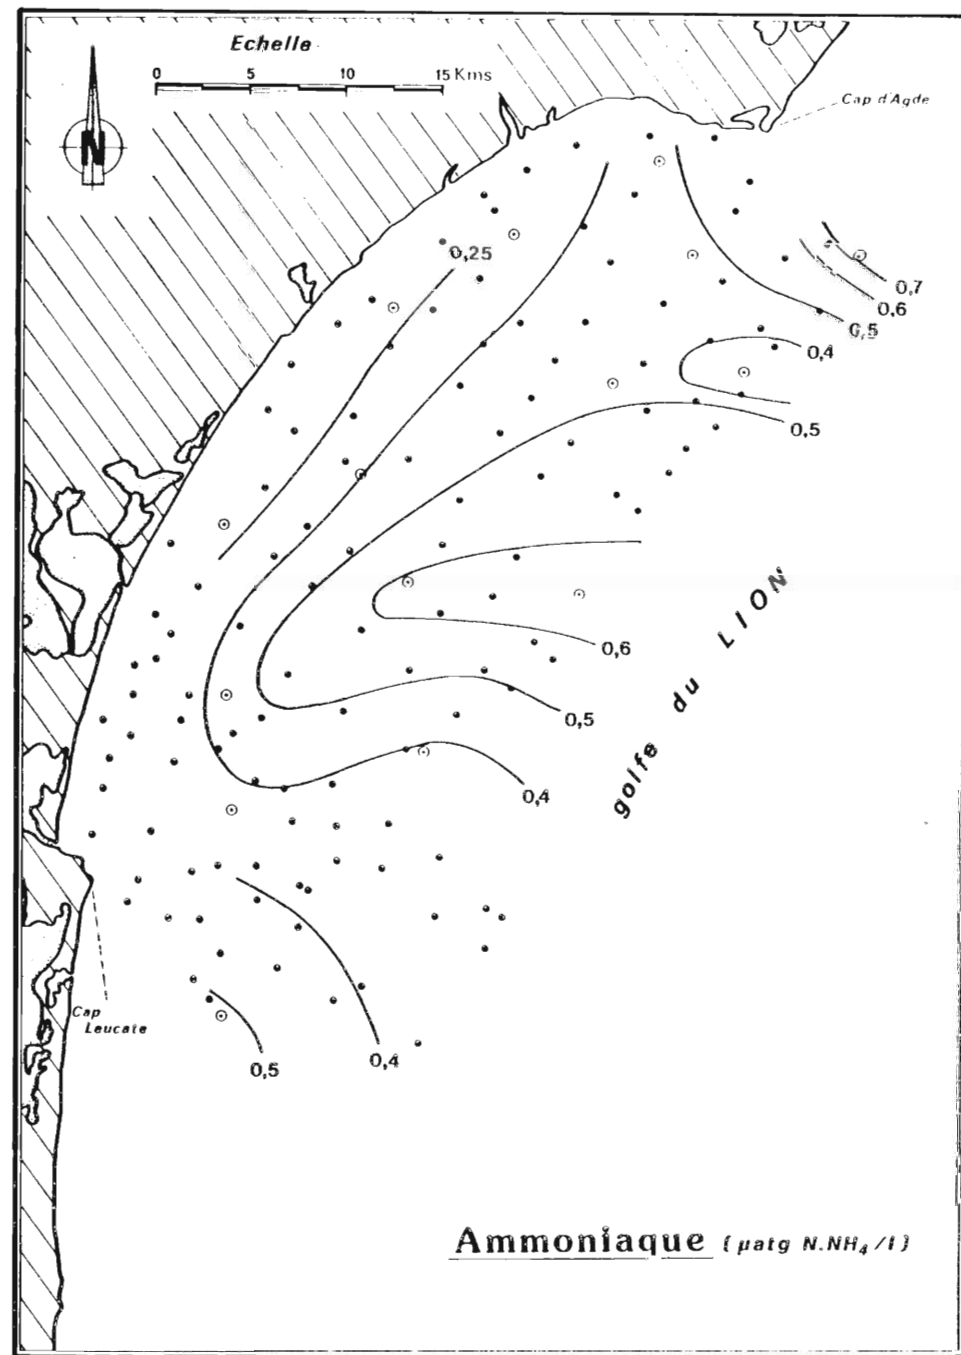 Echelle
0 5 10 15 Kms
N
Cap d'Agde
0,25
0,7
0,6
0,5
0,4
0,5
golfe du LION
0,6
0,5
0,4
Cap
Leucate
0,4
0,5
Ammoniaque (µatg N.NH₄/l)